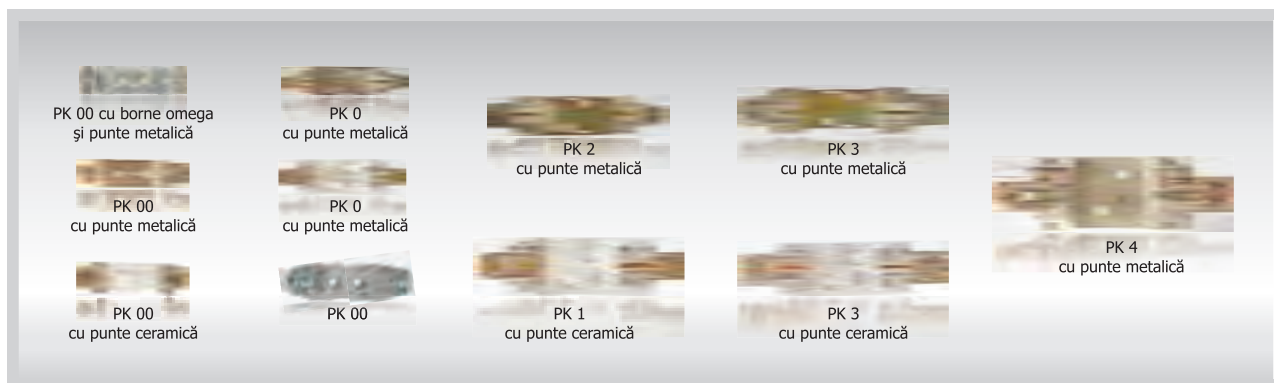 PK 00 cu borne omega
și punte metalică
PK 00
cu punte metalică
PK 00
cu punte ceramică
PK 0
cu punte metalică
PK 0
cu punte metalică
PK 00
PK 2
cu punte metalică
PK 1
cu punte ceramică
PK 3
cu punte metalică
PK 3
cu punte ceramică
PK 4
cu punte metalică